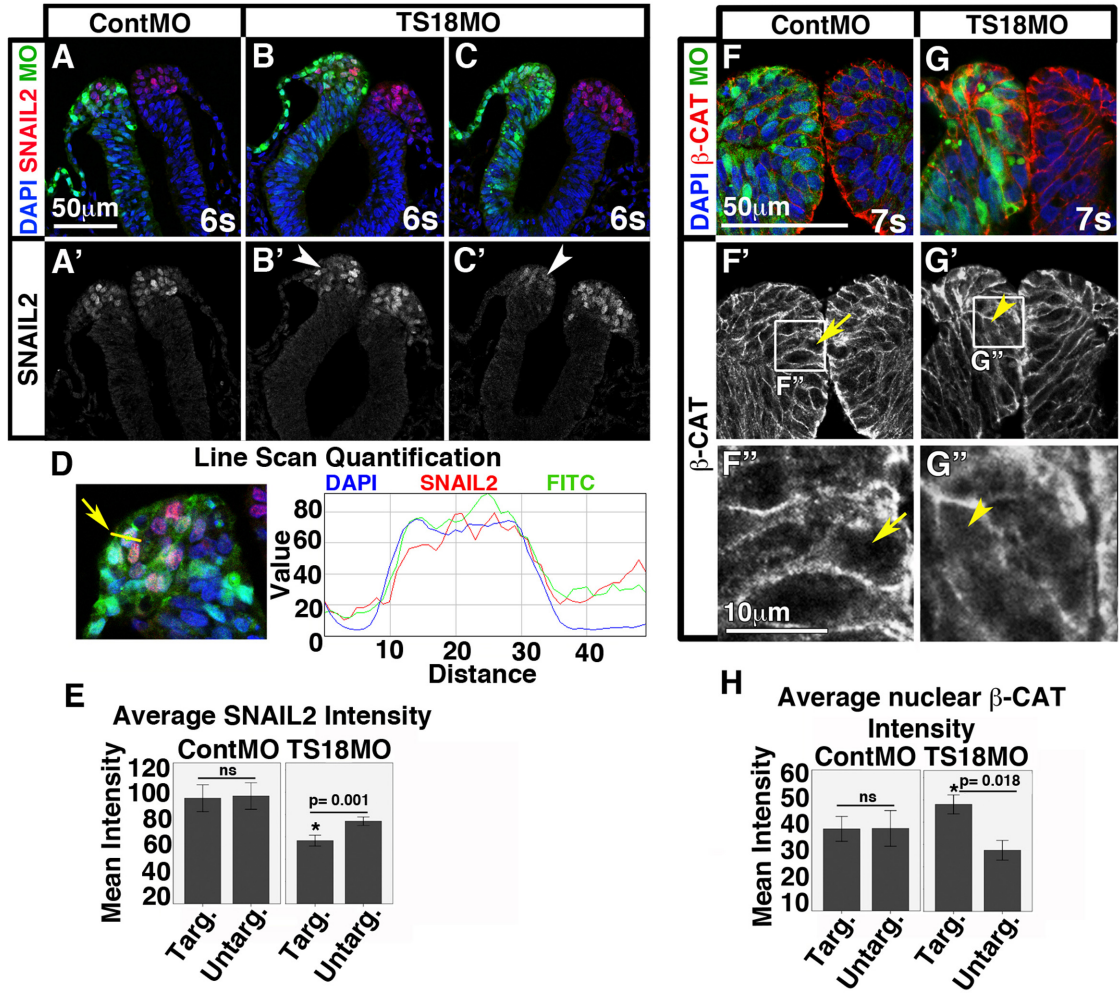 ContMO
TS18MO
DAPI SNAIL2 MO
A
B
C
50μm
6s
6s
6s
SNAIL2
A’
B’
C’
D
Line Scan Quantification
DAPI
SNAIL2
FITC
Value
80
60
40
20
0
10
20
30
40
Distance
E
Average SNAIL2 Intensity
ContMO TS18MO
Mean Intensity
120
100
80
60
40
20
ns
p= 0.001
*
Targ.
Untarg.
Targ.
Untarg.
ContMO
TS18MO
DAPI β-CAT MO
F
G
50μm
7s
7s
β-CAT
F’
G’
F”
G”
F”
G”
10μm
H
Average nuclear β-CAT
Intensity
ContMO TS18MO
Mean Intensity
60
50
40
30
20
10
ns
p= 0.018
*
Targ.
Untarg.
Targ.
Untarg.